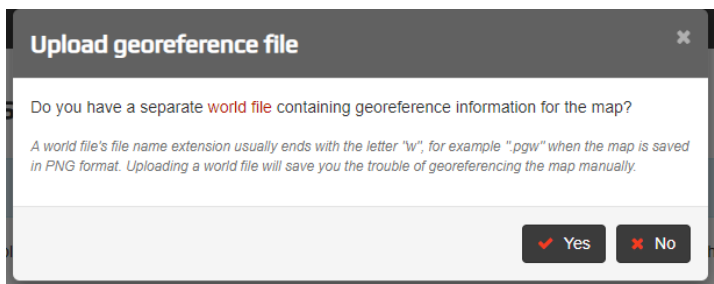 Upload georeference file
Do you have a separate world file containing georeference information for the map?
A world file's file name extension usually ends with the letter "w", for example ".pgw" when the map is saved
in PNG format. Uploading a world file will save you the trouble of georeferencing the map manually.
Yes
No